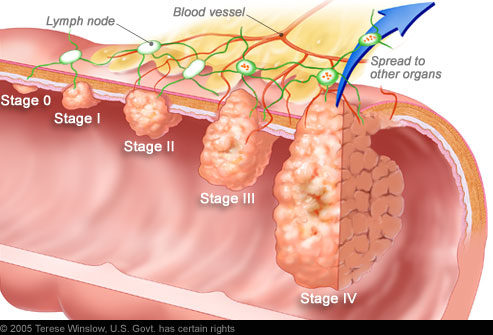 Lymph node
Blood vessel
Spread to
other organs
Stage 0
Stage I
Stage II
Stage III
Stage IV
© 2005 Terese Winslow, U.S. Govt. has certain rights